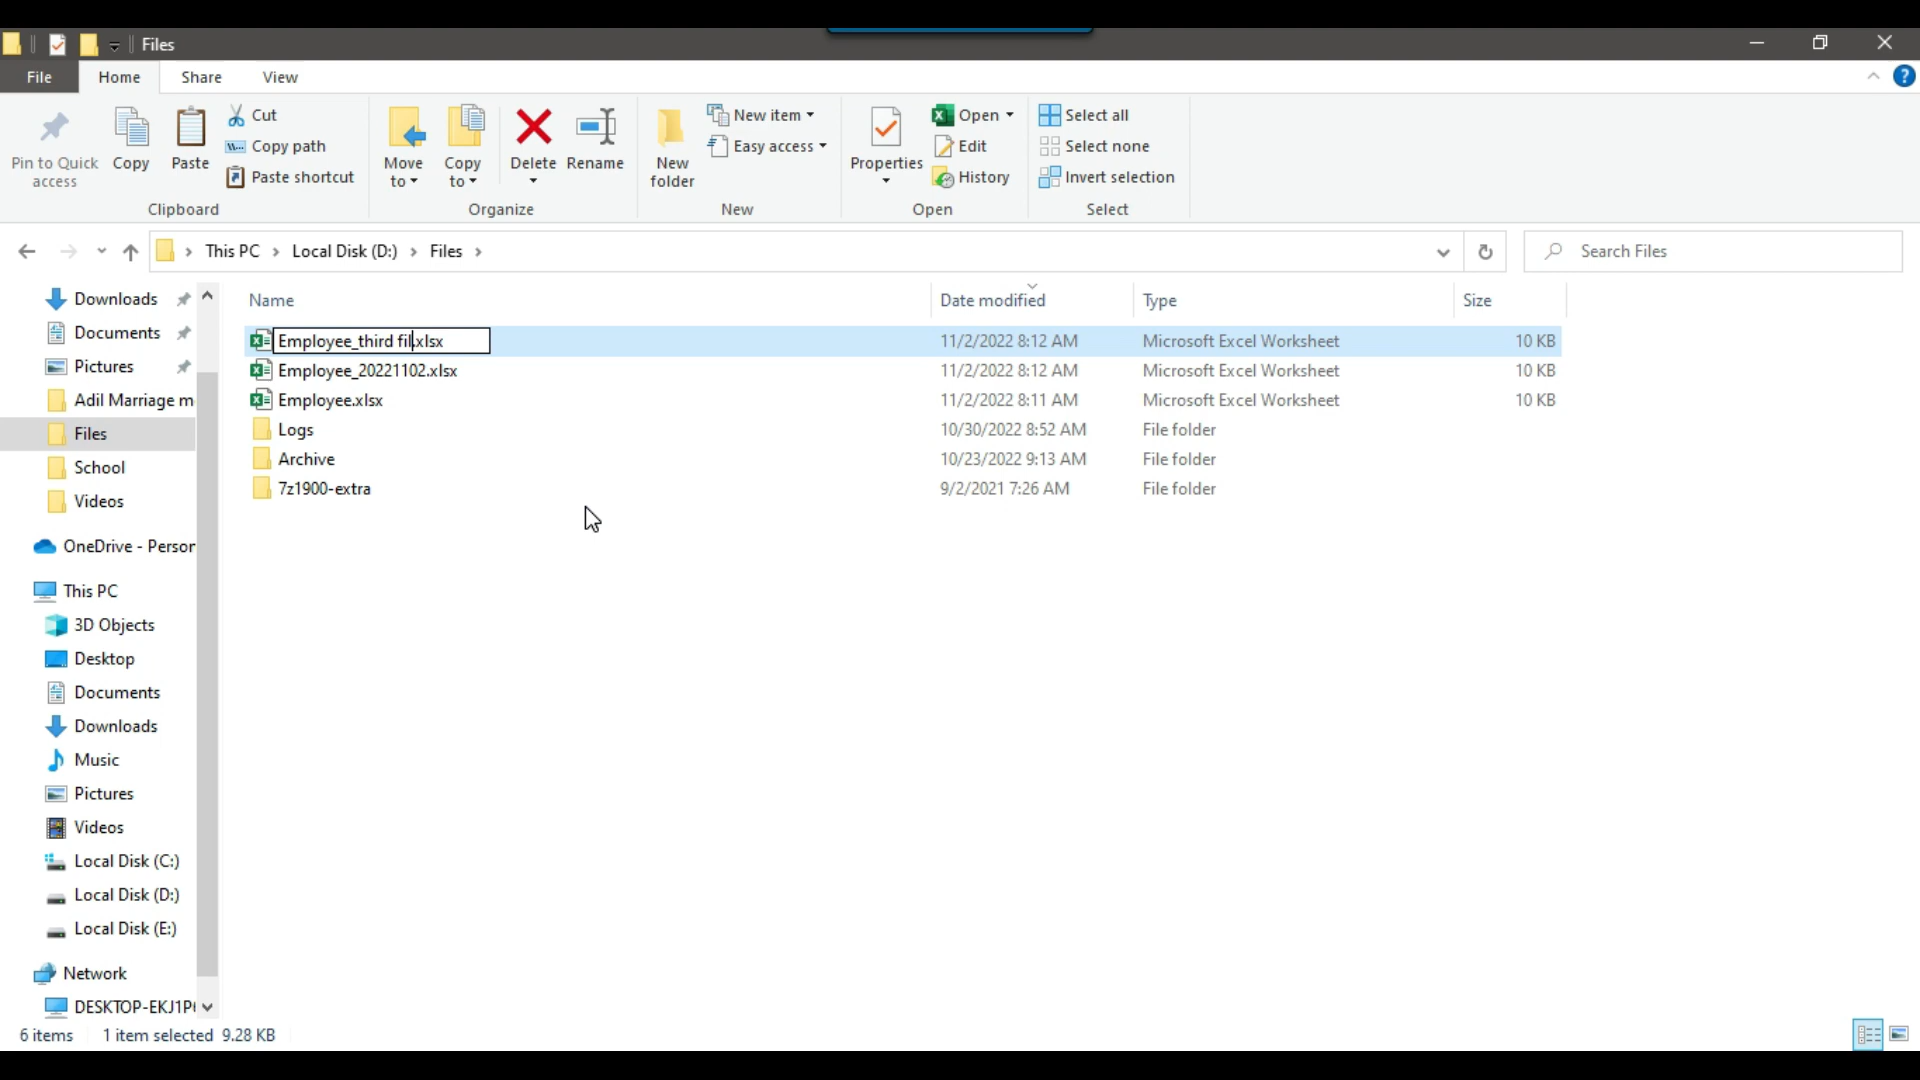 Files
File Home Share View
Pin to Quick access
Copy
Paste
Cut
Copy path
Paste shortcut
Clipboard
Move to
Copy to
Delete
Rename
Organize
New folder
New item
Easy access
New
Properties
Open
Edit
History
Open
Select all
Select none
Invert selection
Select
This PC > Local Disk (D:) > Files >
Search Files
Downloads
Documents
Pictures
Adil Marriage m
Files
School
Videos
OneDrive - Person
This PC
3D Objects
Desktop
Documents
Downloads
Music
Pictures
Videos
Local Disk (C:)
Local Disk (D:)
Local Disk (E:)
Network
DESKTOP-EKJ1P
Name Date modified Type Size
Employee_third fil.xlsx 11/2/2022 8:12 AM Microsoft Excel Worksheet 10 KB
Employee_20221102.xlsx 11/2/2022 8:12 AM Microsoft Excel Worksheet 10 KB
Employee.xlsx 11/2/2022 8:11 AM Microsoft Excel Worksheet 10 KB
Logs 10/30/2022 8:52 AM File folder
Archive 10/23/2022 9:13 AM File folder
7z1900-extra 9/2/2021 7:26 AM File folder
6 items 1 item selected 9.28 KB